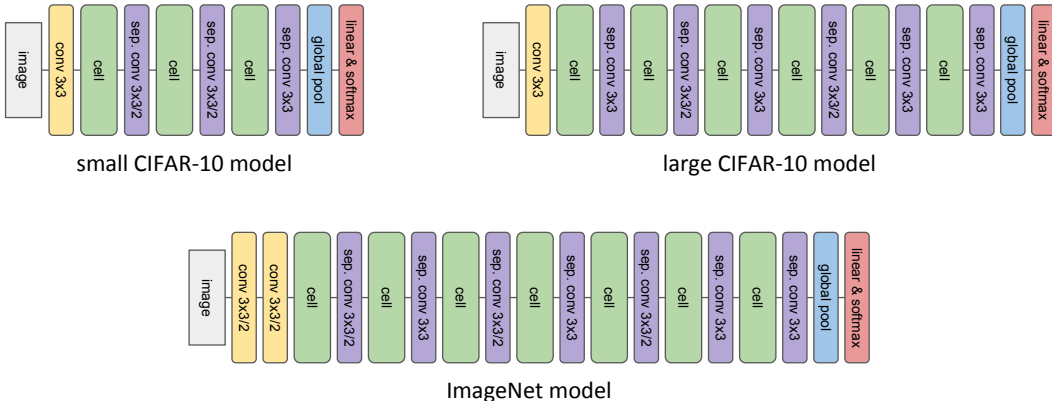 image
conv 3x3
cell
sep. conv 3x3/2
cell
sep. conv 3x3/2
cell
sep. conv 3x3
global pool
linear & softmax
small CIFAR-10 model
image
conv 3x3
cell
sep. conv 3x3
cell
sep. conv 3x3/2
cell
sep. conv 3x3
cell
sep. conv 3x3/2
cell
sep. conv 3x3
cell
sep. conv 3x3
global pool
linear & softmax
large CIFAR-10 model
image
conv 3x3/2
conv 3x3/2
cell
sep. conv 3x3/2
cell
sep. conv 3x3
cell
sep. conv 3x3/2
cell
sep. conv 3x3
cell
sep. conv 3x3/2
cell
sep. conv 3x3
cell
sep. conv 3x3
global pool
linear & softmax
ImageNet model